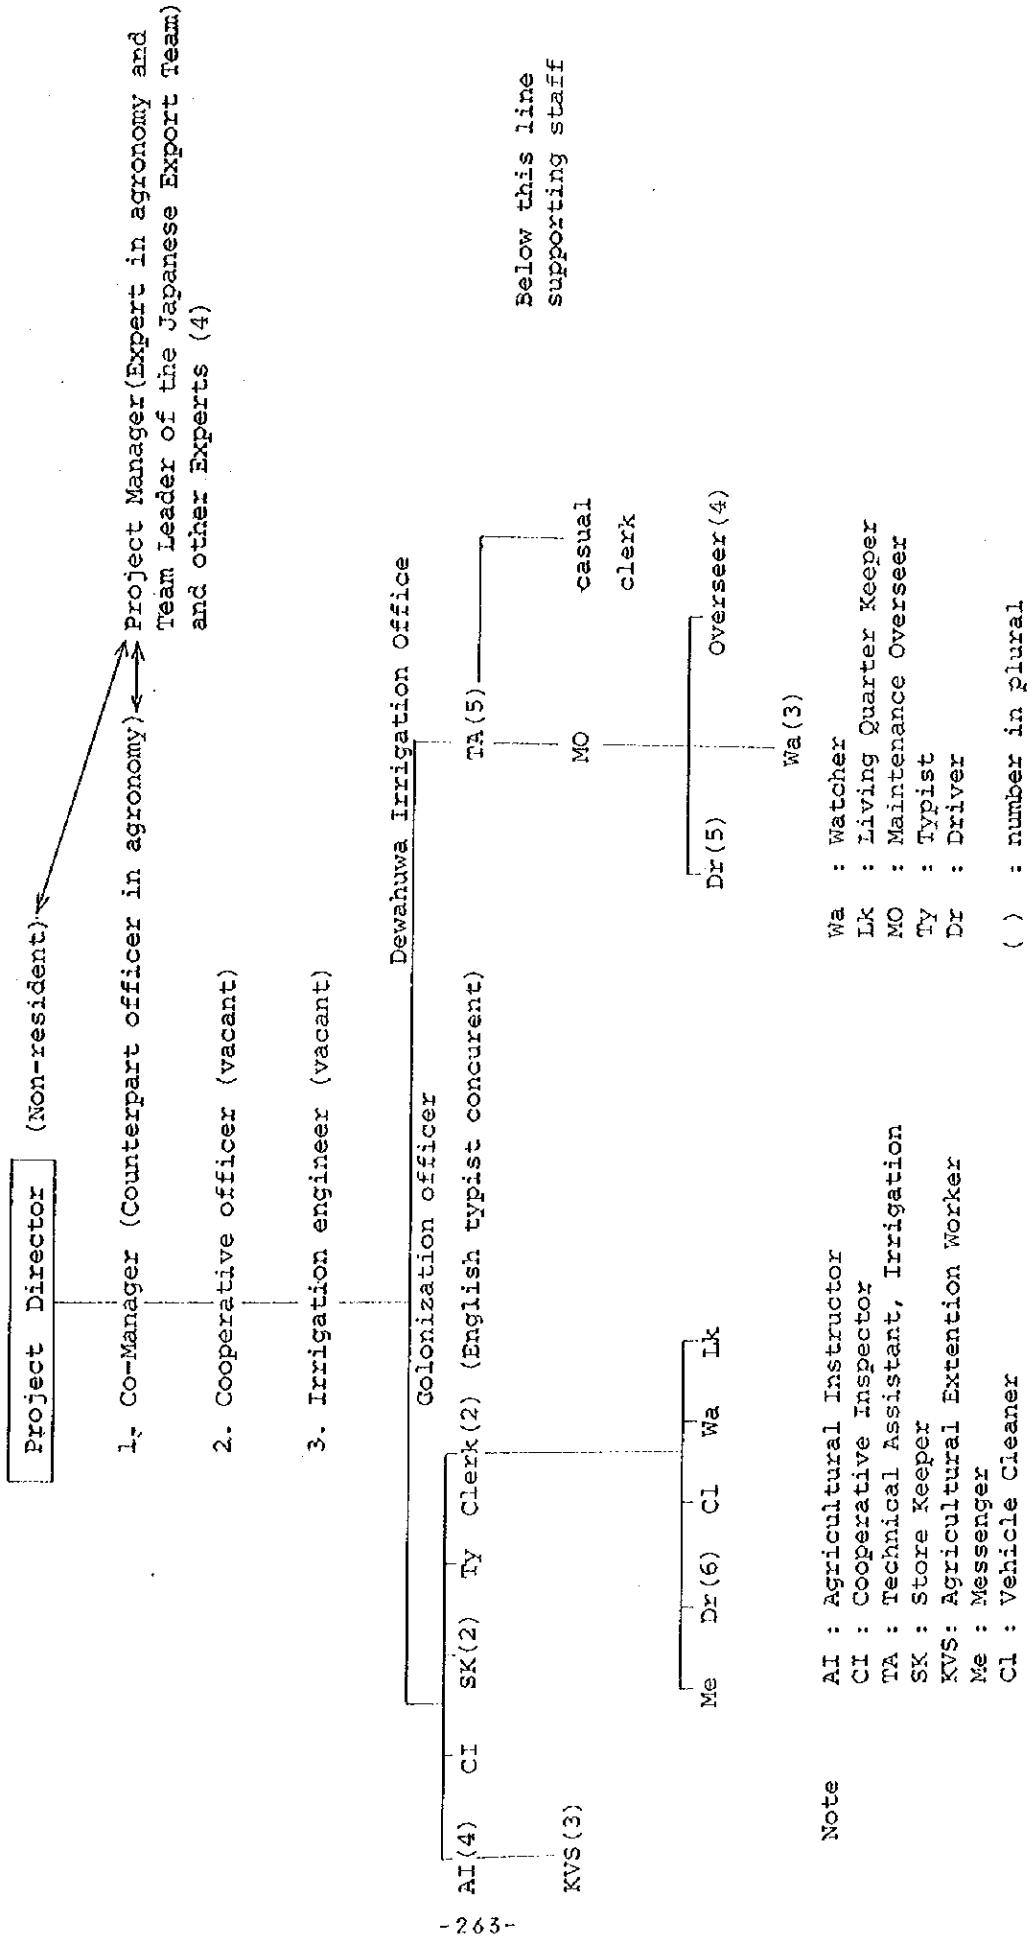 Project Director (Non-resident)
1. Co-Manager (Counterpart officer in agronomy)
Project Manager(Expert in agronomy and
Team Leader of the Japanese Export Team)
and other Experts (4)
2. Cooperative officer (vacant)
3. Irrigation engineer (vacant)
Golonization officer
Dewahuwa Irrigation Office
AI(4) CI SK(2) Ty Clerk(2) (English typist concurent)
TA(5)
Below this line
supporting staff
KVS(3)
MO
casual
clerk
Me Dr(6) Cl Wa Lk
Dr(5) Overseer(4)
Wa(3)
Note
AI : Agricultural Instructor
CI : Cooperative Inspector
TA : Technical Assistant, Irrigation
SK : Store Keeper
KVS: Agricultural Extention Worker
Me : Messenger
Cl : Vehicle Cleaner
Wa : Watcher
Lk : Living Quarter Keeper
MO : Maintenance Overseer
Ty : Typist
Dr : Driver
( ) : number in plural
-263-